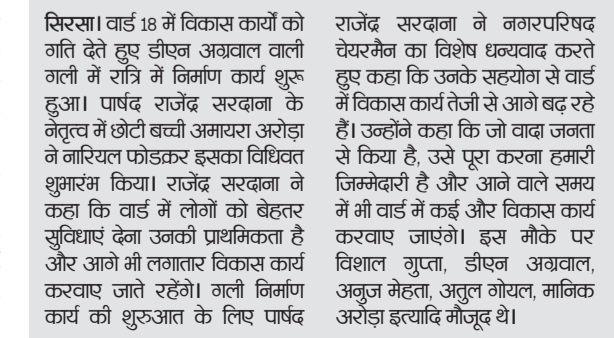 सिरसा। वार्ड 18 में विकास कार्यों को
गति देते हुए डीएन अग्रवाल वाली
गली में रात्रि में निर्माण कार्य शुरू
हुआ। पार्षद राजेंद्र सरदाना के
नेतृत्व में छोटी बच्ची अमायरा अरोड़ा
ने नारियल फोडक़र इसका विधिवत
शुभारंभ किया। राजेंद्र सरदाना ने
कहा कि वार्ड में लोगों को बेहतर
सुविधाएं देना उनकी प्राथमिकता है
और आगे भी लगातार विकास कार्य
करवाए जाते रहेंगे। गली निर्माण
कार्य की शुरुआत के लिए पार्षद
राजेंद्र सरदाना ने नगरपरिषद
चेयरमैन का विशेष धन्यवाद करते
हुए कहा कि उनके सहयोग से वार्ड
में विकास कार्य तेजी से आगे बढ़ रहे
हैं। उन्होंने कहा कि जो वादा जनता
से किया है, उसे पूरा करना हमारी
जिम्मेदारी है और आने वाले समय
में भी वार्ड में कई और विकास कार्य
करवाए जाएंगे। इस मौके पर
विशाल गुप्ता, डीएन अग्रवाल,
अनुज मेहता, अतुल गोयल, मानिक
अरोड़ा इत्यादि मौजूद थे।